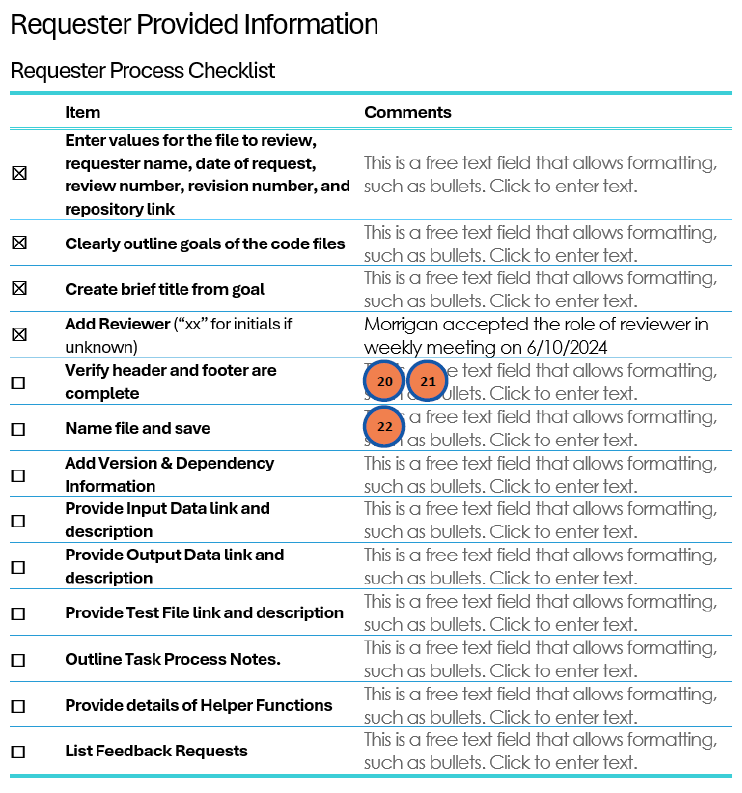 Requester Provided Information
Requester Process Checklist
Item
Comments
Enter values for the file to review,
requester name, date of request,
review number, revision number, and
repository link
This is a free text field that allows formatting,
such as bullets. Click to enter text.
Clearly outline goals of the code files
This is a free text field that allows formatting,
such as bullets. Click to enter text.
Create brief title from goal
This is a free text field that allows formatting,
such as bullets. Click to enter text.
Add Reviewer (“xx” for initials if
unknown)
Morrigan accepted the role of reviewer in
weekly meeting on 6/10/2024
Verify header and footer are
complete
20
21
text field that allows formatting,
Click to enter text.
Name file and save
22
a free text field that allows formatting,
as bullets. Click to enter text.
Add Version & Dependency
Information
This is a free text field that allows formatting,
such as bullets. Click to enter text.
Provide Input Data link and
description
This is a free text field that allows formatting,
such as bullets. Click to enter text.
Provide Output Data link and
description
This is a free text field that allows formatting,
such as bullets. Click to enter text.
Provide Test File link and description
This is a free text field that allows formatting,
such as bullets. Click to enter text.
Outline Task Process Notes.
This is a free text field that allows formatting,
such as bullets. Click to enter text.
Provide details of Helper Functions
This is a free text field that allows formatting,
such as bullets. Click to enter text.
List Feedback Requests
This is a free text field that allows formatting,
such as bullets. Click to enter text.